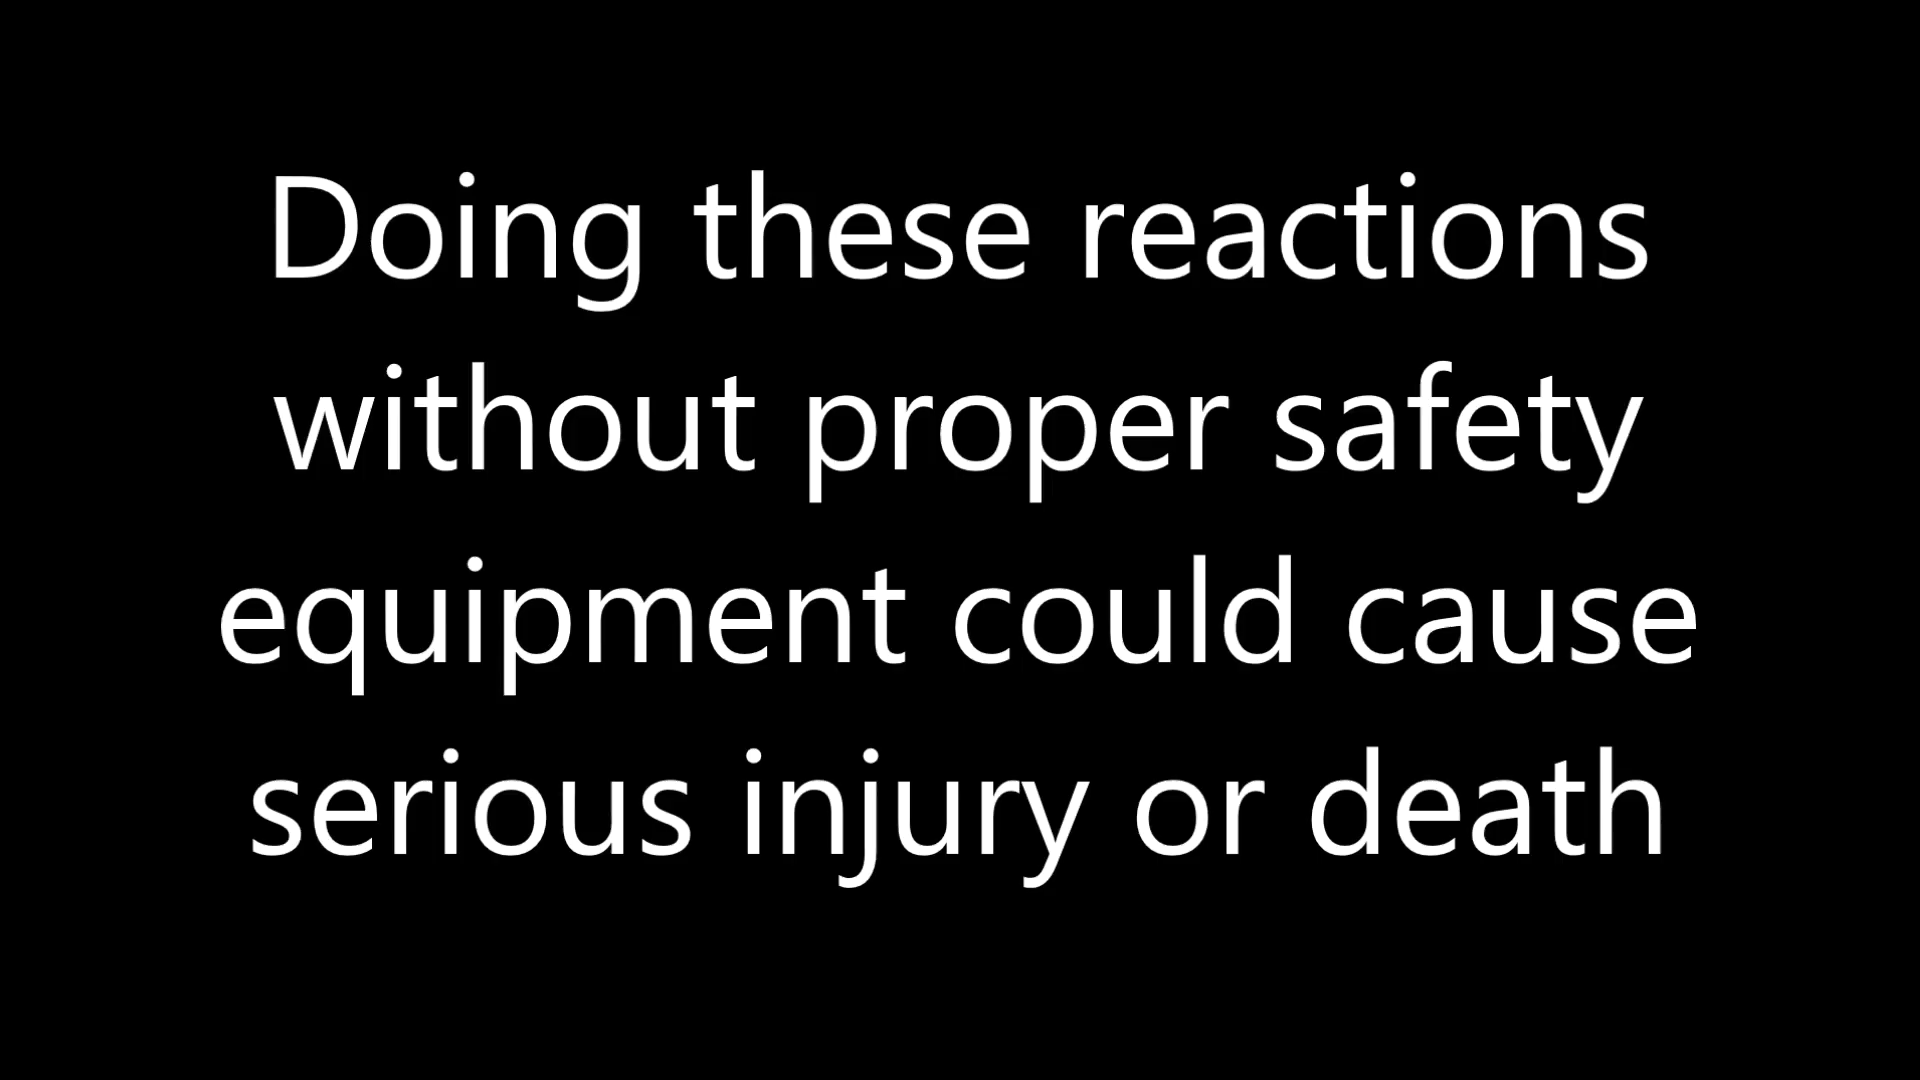 Doing these reactions
without proper safety
equipment could cause
serious injury or death